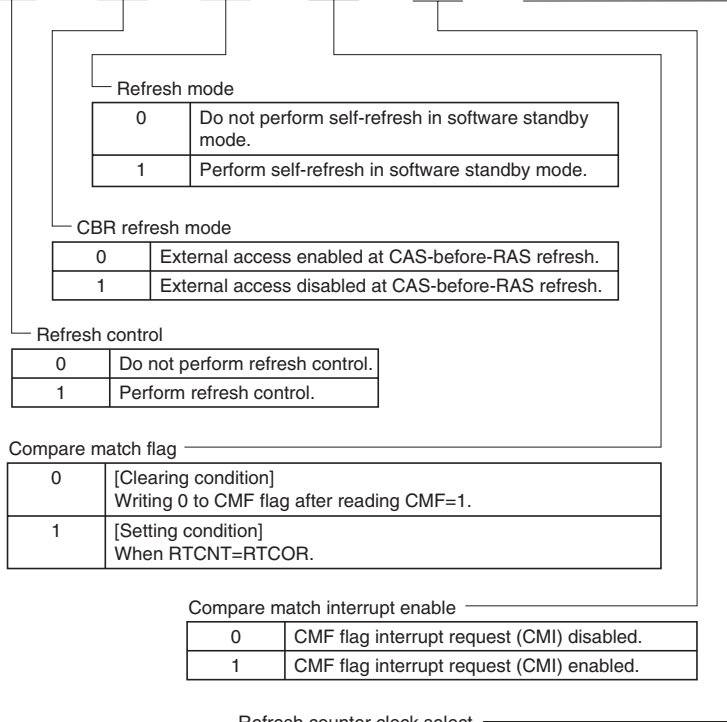 Refresh mode
0 Do not perform self-refresh in software standby
mode.
1 Perform self-refresh in software standby mode.
CBR refresh mode
0 External access enabled at CAS-before-RAS refresh.
1 External access disabled at CAS-before-RAS refresh.
Refresh control
0 Do not perform refresh control.
1 Perform refresh control.
Compare match flag
0 [Clearing condition]
Writing 0 to CMF flag after reading CMF=1.
1 [Setting condition]
When RTCNT=RTCOR.
Compare match interrupt enable
0 CMF flag interrupt request (CMI) disabled.
1 CMF flag interrupt request (CMI) enabled.
Refresh counter clock select